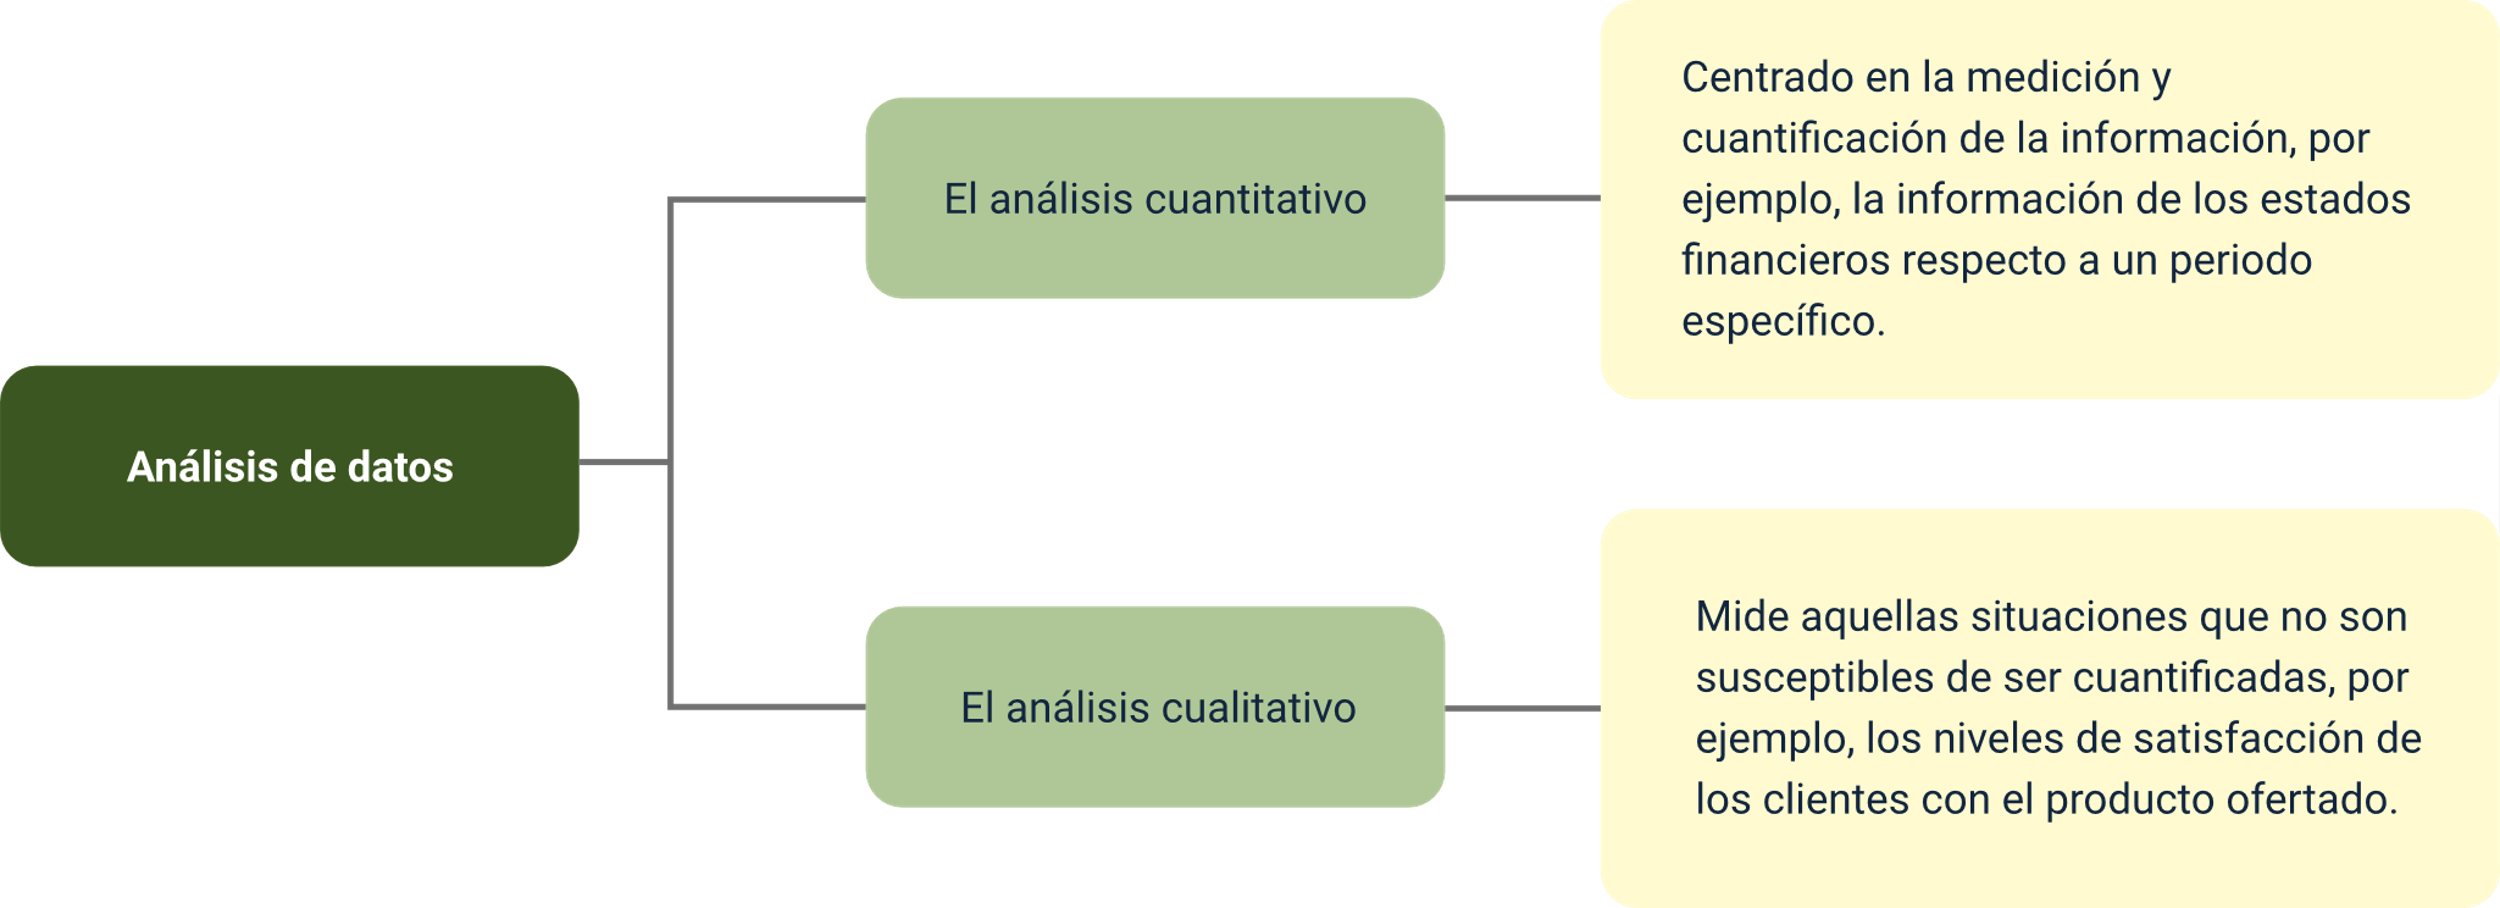 Análisis de datos
El análisis cuantitativo
Centrado en la medición y
cuantificación de la información, por
ejemplo, la información de los estados
financieros respecto a un periodo
específico.
El análisis cualitativo
Mide aquellas situaciones que no son
susceptibles de ser cuantificadas, por
ejemplo, los niveles de satisfacción de
los clientes con el producto ofertado.